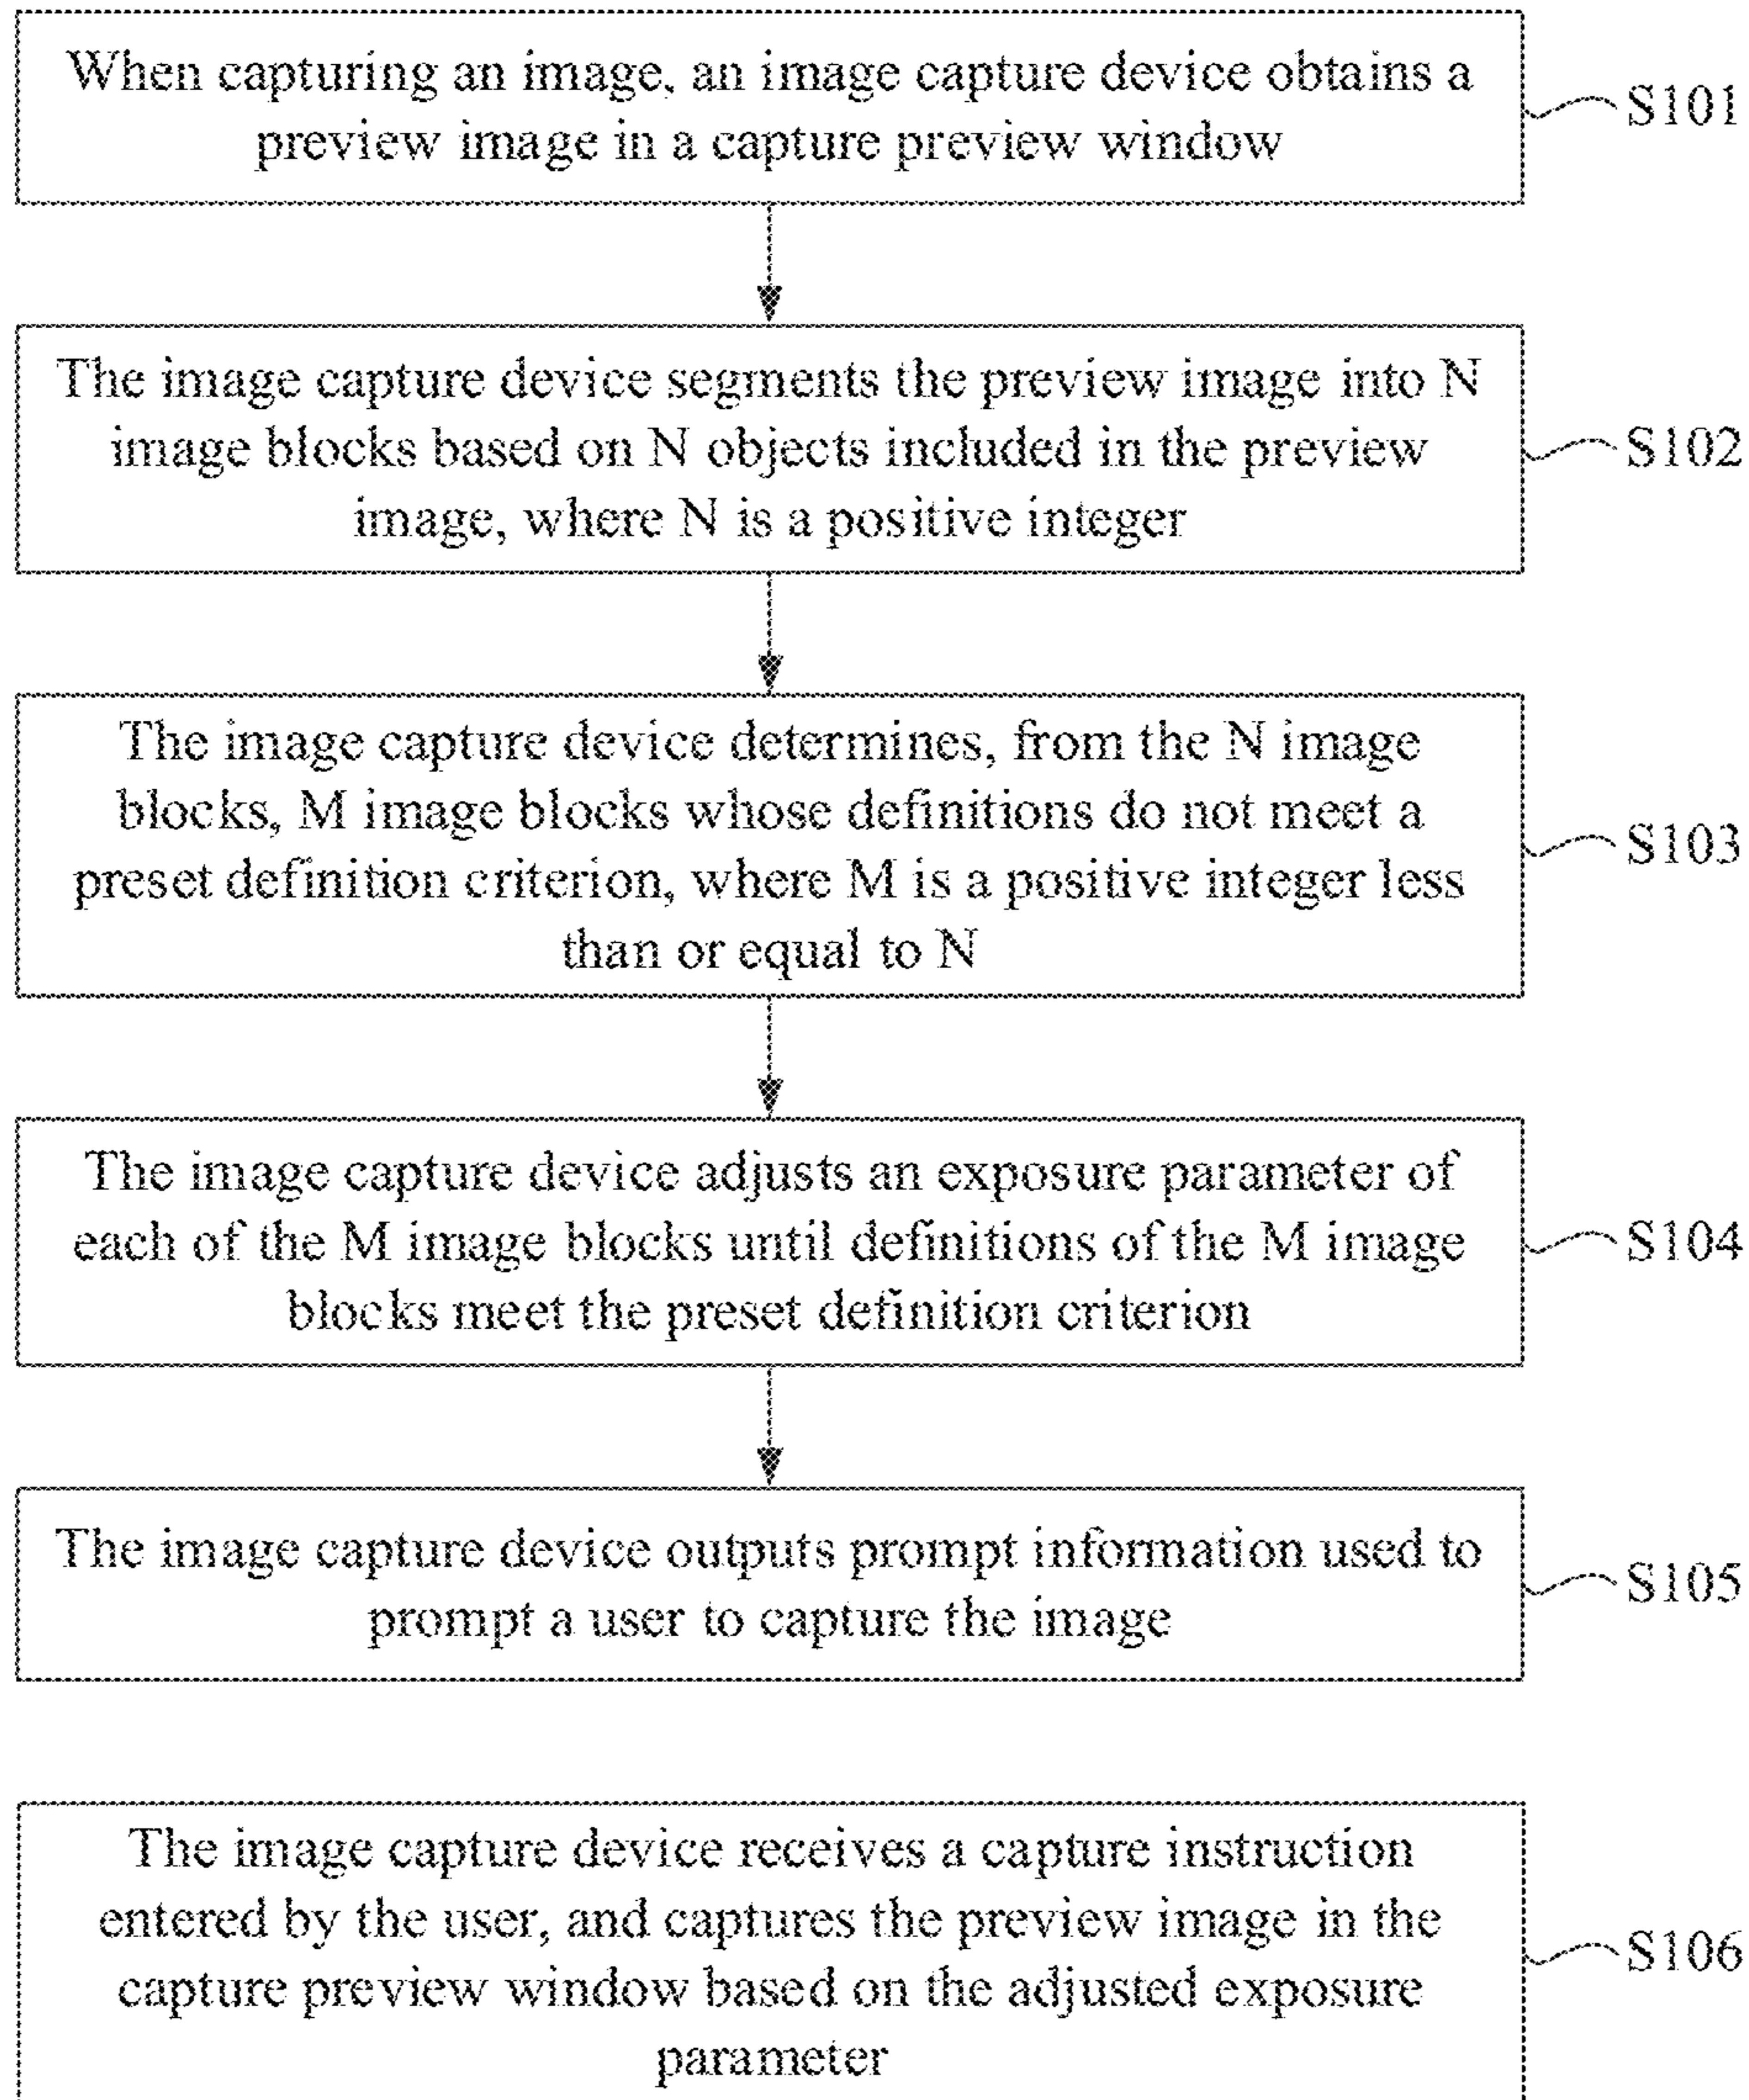 When capturing an image, an image capture device obtains a
preview image in a capture preview window
S101
The image capture device segments the preview image into N
image blocks based on N objects included in the preview
image, where N is a positive integer
S102
The image capture device determines, from the N image
blocks, M image blocks whose definitions do not meet a
preset definition criterion, where M is a positive integer less
than or equal to N
S103
The image capture device adjusts an exposure parameter of
each of the M image blocks until definitions of the M image
blocks meet the preset definition criterion
S104
The image capture device outputs prompt information used to
prompt a user to capture the image
S105
The image capture device receives a capture instruction
entered by the user, and captures the preview image in the
capture preview window based on the adjusted exposure
parameter
S106